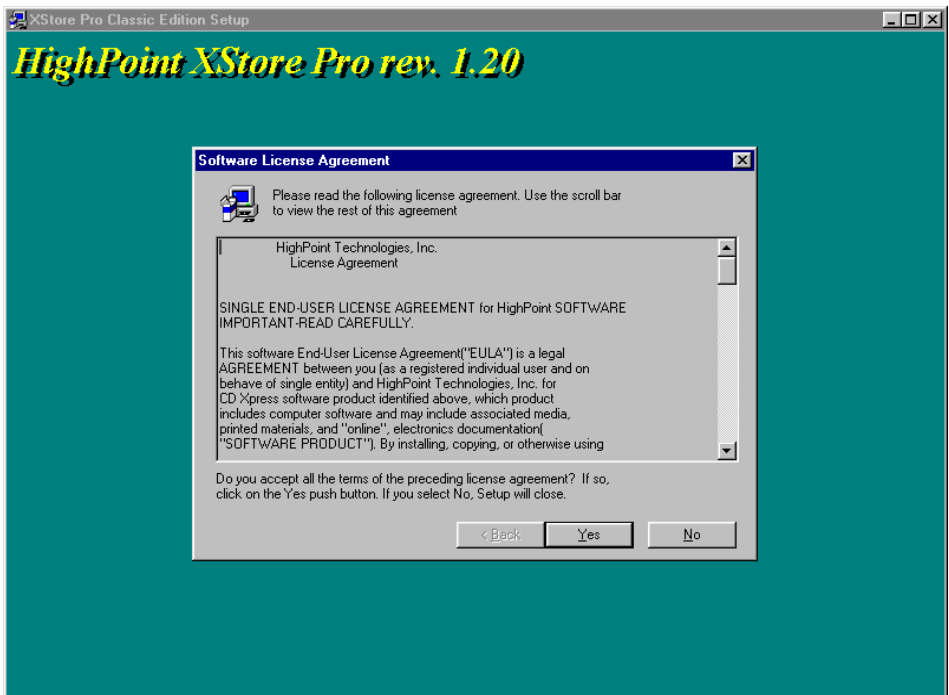 XStore Pro Classic Edition Setup
HighPoint XStore Pro rev. 1.20
Software License Agreement
Please read the following license agreement. Use the scroll bar
to view the rest of this agreement
HighPoint Technologies, Inc.
License Agreement
SINGLE END-USER LICENSE AGREEMENT for HighPoint SOFTWARE
IMPORTANT-READ CAREFULLY.
This software End-User License Agreement("EULA") is a legal
AGREEMENT between you (as a registered individual user and on
behave of single entity) and HighPoint Technologies, Inc. for
CD Xpress software product identified above, which product
includes computer software and may include associated media,
printed materials, and "online", electronics documentation(
"SOFTWARE PRODUCT"). By installing, copying, or otherwise using
Do you accept all the terms of the preceding license agreement? If so,
click on the Yes push button. If you select No, Setup will close.
< Back
Yes
No